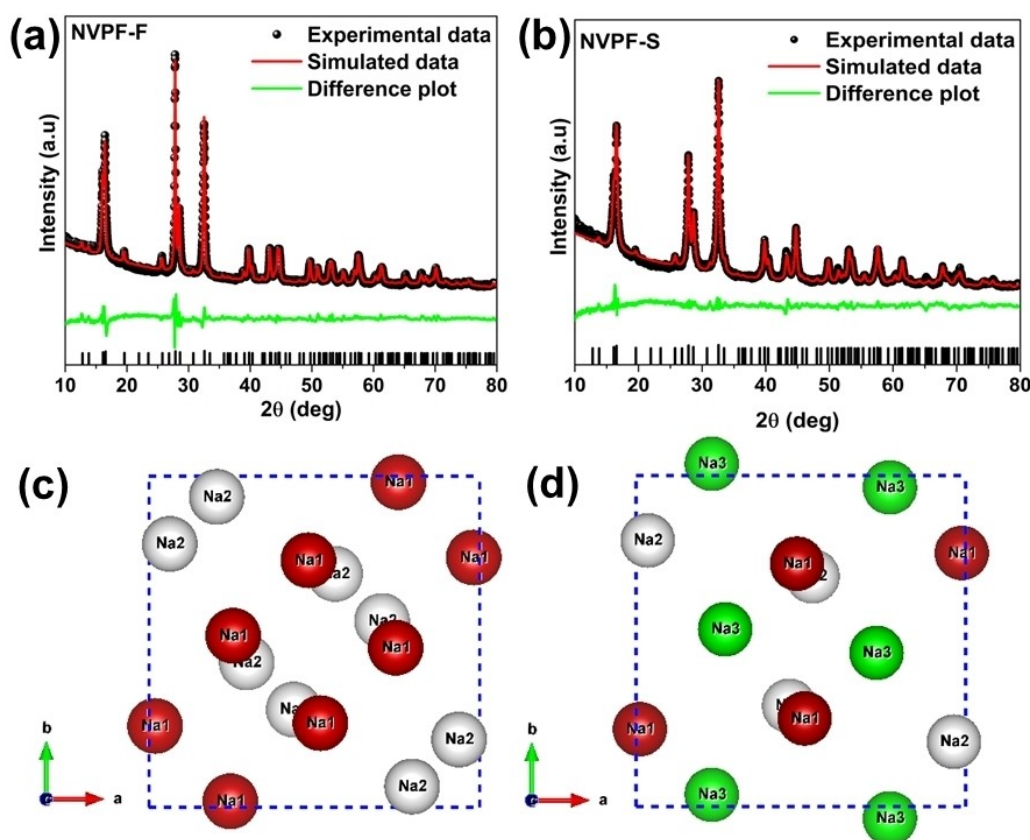 (a)
NVPF-F
Experimental data
Simulated data
Difference plot
Intensity (a.u)
10 20 30 40 50 60 70 80
2θ (deg)
(b)
NVPF-S
Experimental data
Simulated data
Difference plot
Intensity (a.u)
10 20 30 40 50 60 70 80
2θ (deg)
(c)
Na1
Na2
Na2
Na1
Na1
Na2
Na1
Na1
Na2
Na1
Na1
Na2
Na1
b
a
(d)
Na3
Na3
Na2
Na1
Na1
2
Na3
Na3
Na1
Na1
Na2
Na3
Na3
b
a